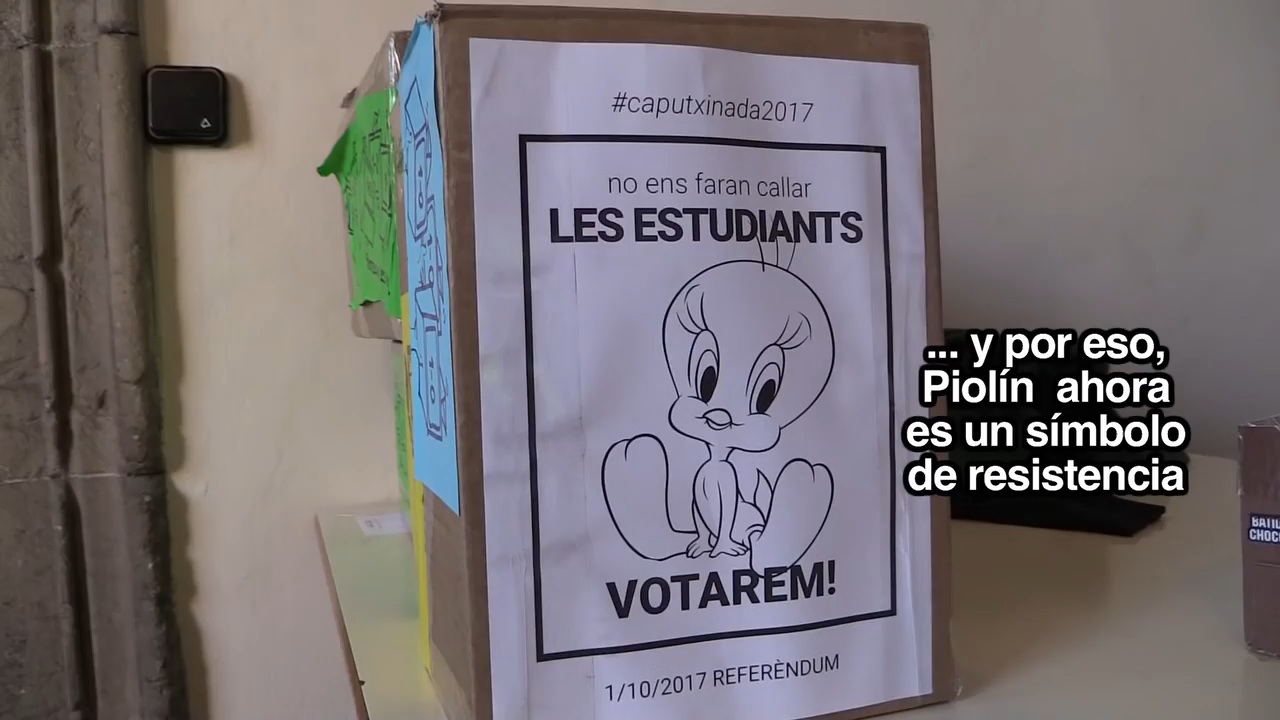 #caputxinada2017
no ens faran callar
LES ESTUDIANTS
VOTAREM!
1/10/2017 REFERÈNDUM
... y por eso,
Piolín ahora
es un símbolo
de resistencia